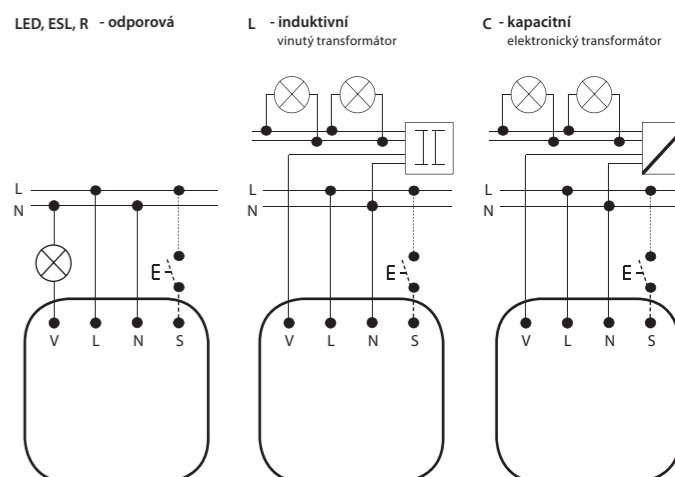 LED, ESL, R - odporová
L - induktivní
vinutý transformátor
C - kapacitní
elektronický transformátor
L
N
V L N S
L
N
V L N S
L
N
V L N S